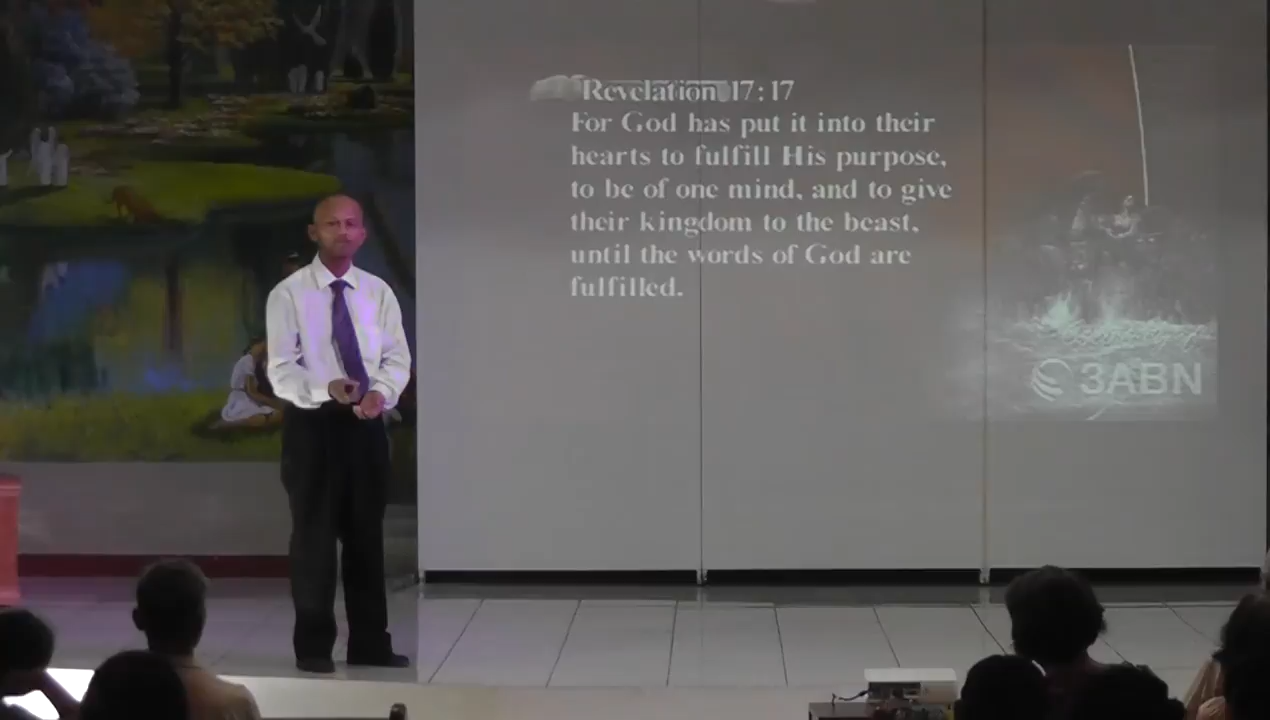 Revelation 17:17
For God has put it into their
hearts to fulfill His purpose,
to be of one mind, and to give
their kingdom to the beast,
until the words of God are
fulfilled.
3ABN